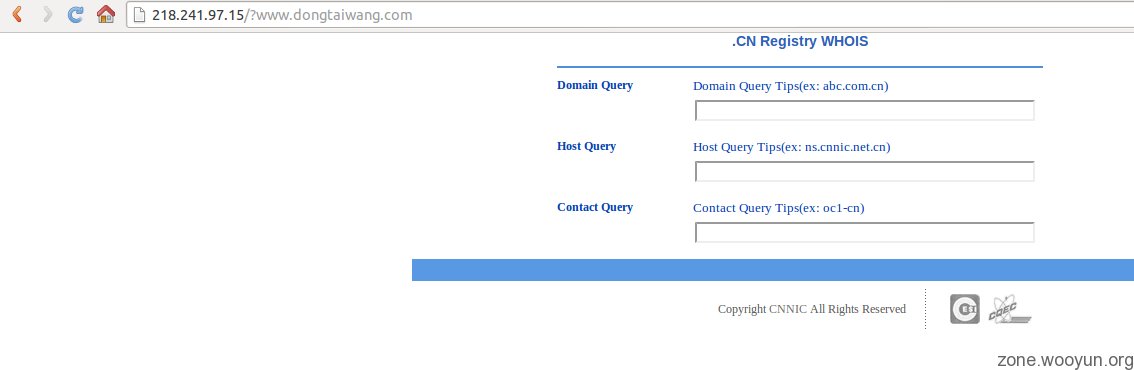 218.241.97.15/?www.dongtaiwang.com
.CN Registry WHOIS
Domain Query Domain Query Tips(ex: abc.com.cn)
Host Query Host Query Tips(ex: ns.cnnic.net.cn)
Contact Query Contact Query Tips(ex: oc1-cn)
Copyright CNNIC All Rights Reserved
CQEC
zone.wooyun.org